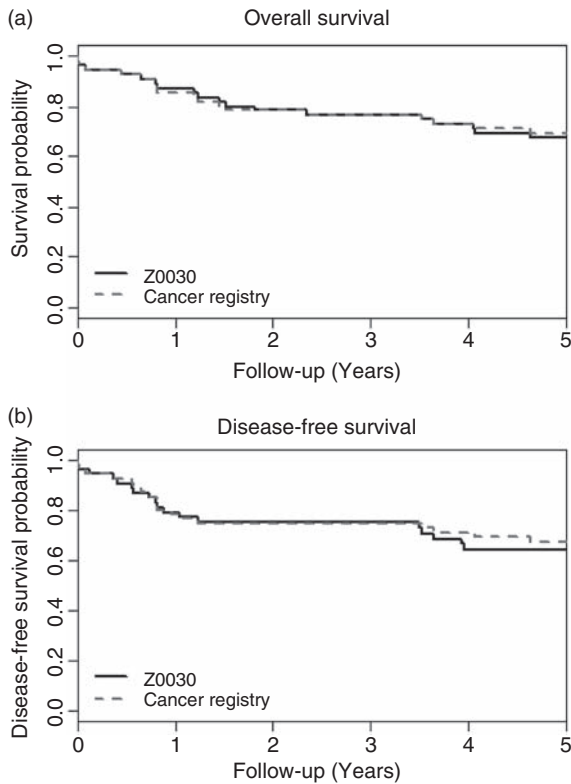 (a)
Overall survival
Survival probability
1.0
0.8
0.6
0.4
0.2
0.0
Z0030
Cancer registry
0 1 2 3 4 5
Follow-up (Years)
(b)
Disease-free survival
Disease-free survival probability
1.0
0.8
0.6
0.4
0.2
0.0
Z0030
Cancer registry
0 1 2 3 4 5
Follow-up (Years)